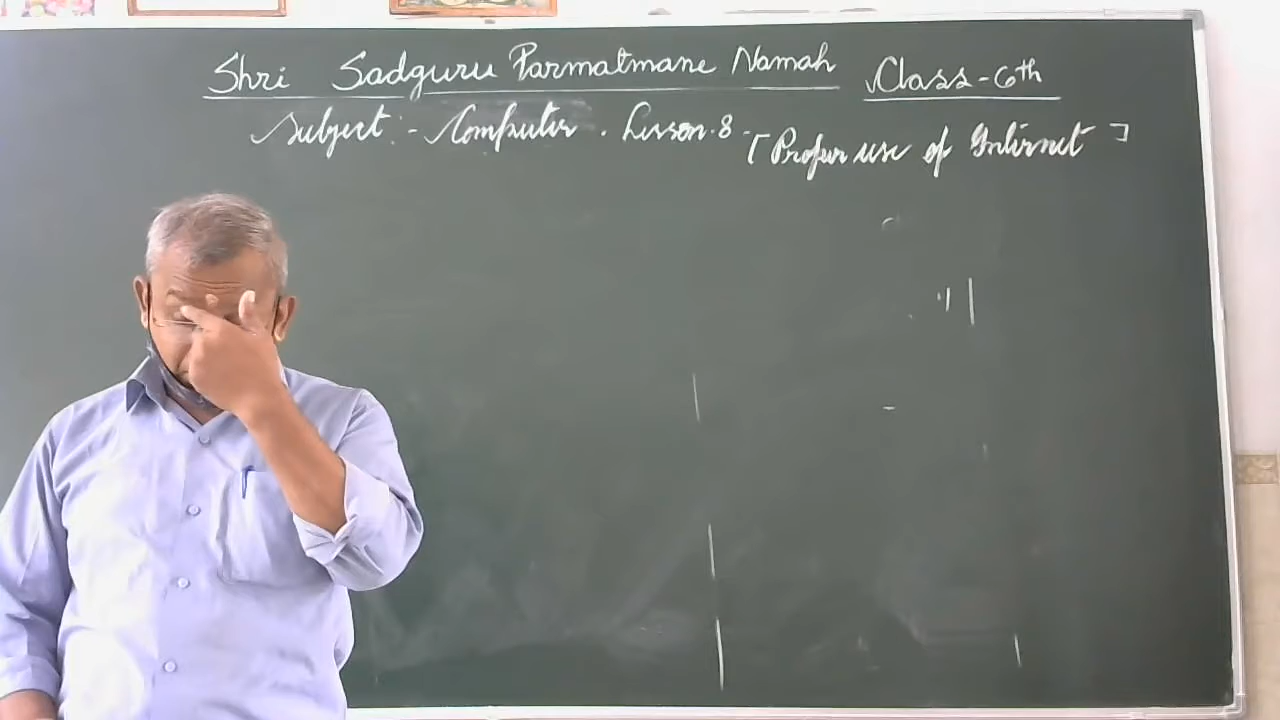 Shri Sadguru Parmatmane Namah Class-6th
Subject:- Computer. Lesson.8.[Proper use of Internet]